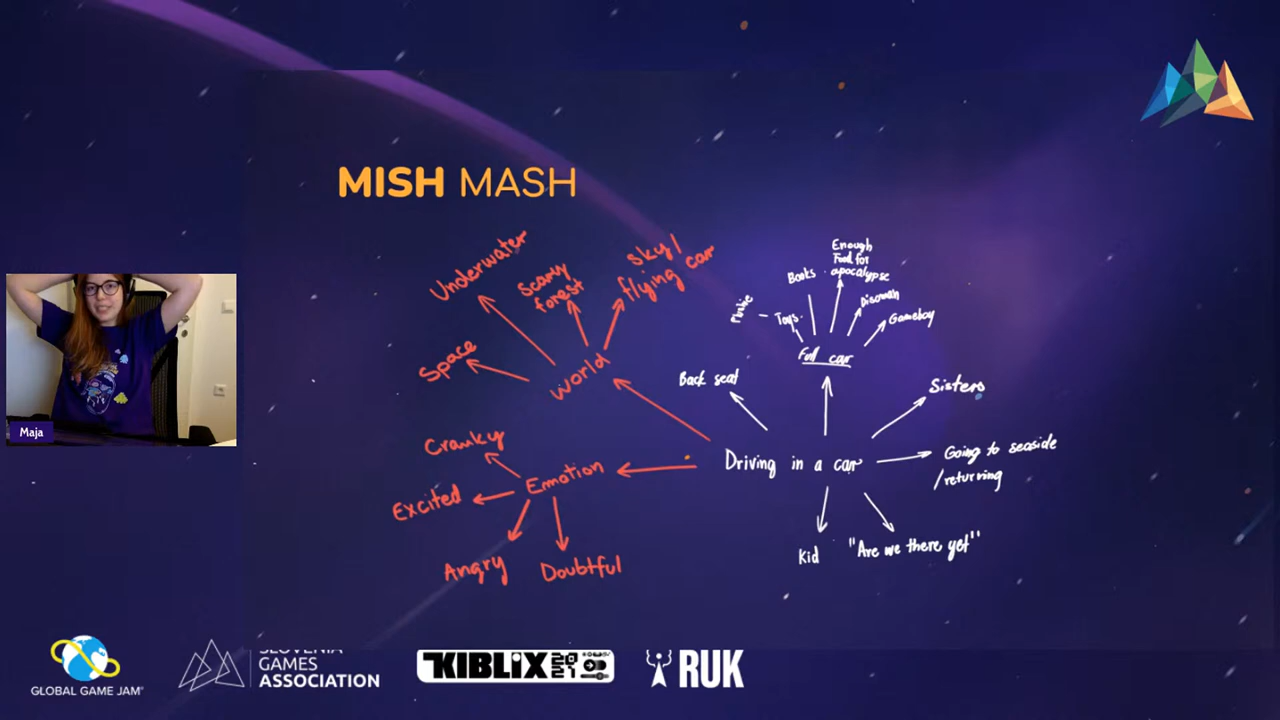 MISH MASH
Underwater
Scary
forest
Sky/
flying car
Space
World
Cranky
Emotion
Excited
Angry
Doubtful
Enough
Food for
apocalypse
Books
Discman
Toys
Gameboy
Full car
Back seat
Sisters
Driving in a car
Going to seaside
/returning
Kid
"Are we there yet"
Maja
GLOBAL GAME JAM
SLOVENIA
GAMES
ASSOCIATION
KIBLIX 20
21
RUK